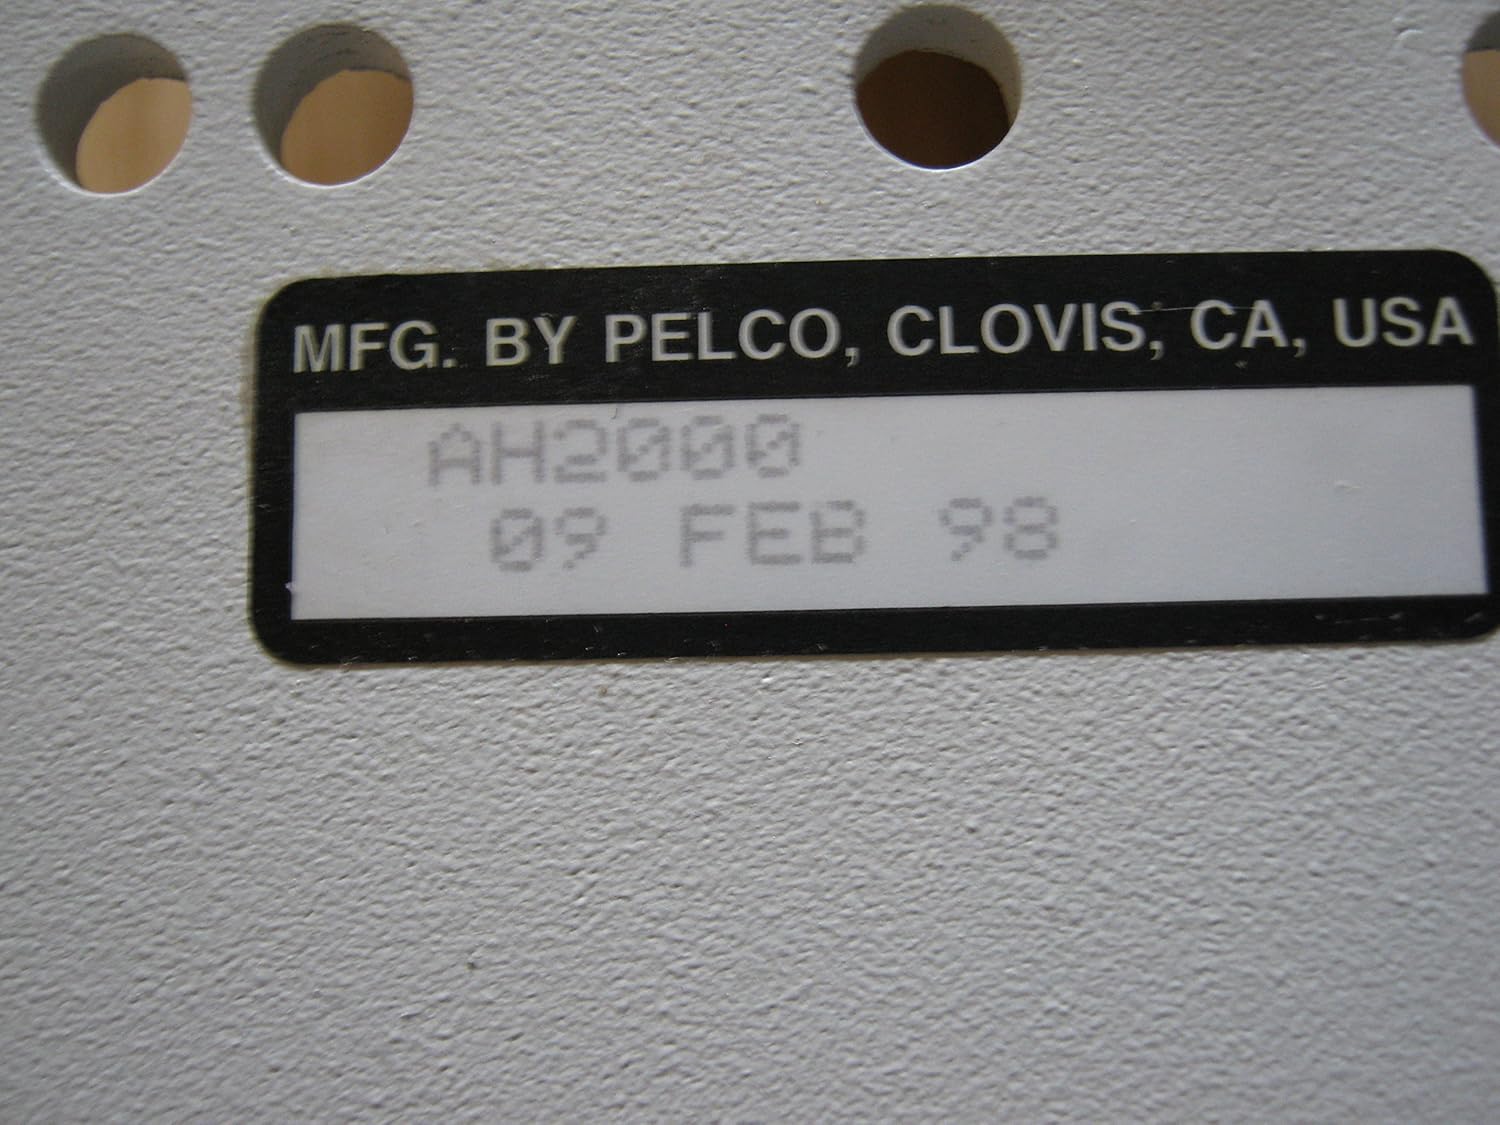 MFG. BY PELCO, CLOVIS, CA, USA
AH2000
09 FEB 98